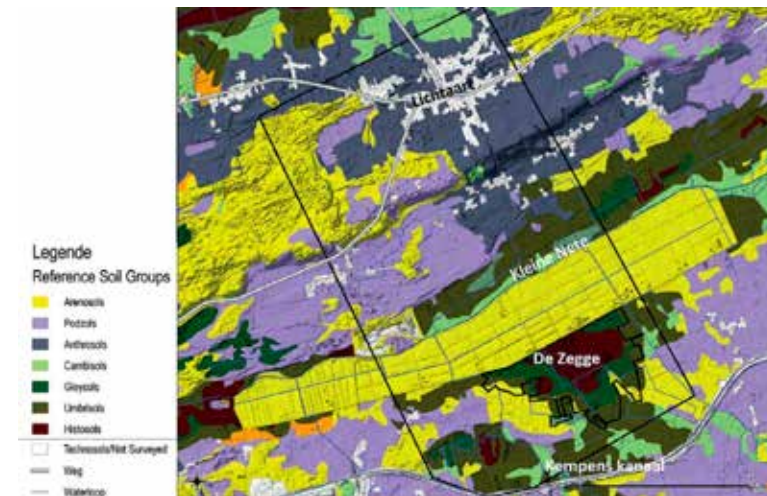 Lichtaart
Kleine Nete
De Zegge
Kempens kanaal
Legende
Reference Soil Groups
Arenosols
Podzols
Anthrosols
Cambisols
Gleysols
Umbrisols
Histosols
Technosols/Not Surveyed
Weg
Waterloop